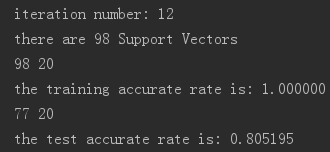 iteration number: 12
there are 98 Support Vectors
98 20
the training accurate rate is: 1.000000
77 20
the test accurate rate is: 0.805195